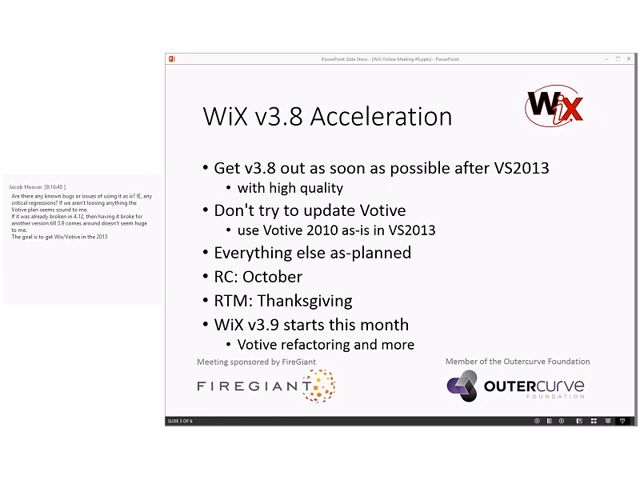 PowerPoint Slide Show - [WiX Online Meeting #6.pptx] - PowerPoint
WiX v3.8 Acceleration
WiX
• Get v3.8 out as soon as possible after VS2013
• with high quality
• Don't try to update Votive
• use Votive 2010 as-is in VS2013
• Everything else as-planned
• RC: October
• RTM: Thanksgiving
• WiX v3.9 starts this month
• Votive refactoring and more
Meeting sponsored by FireGiant
FIREGIANT
Member of the Outercurve Foundation
OUTERCURVE
FOUNDATION
SLIDE 3 OF 6
Jacob Hoover [9:16:40 ]
Are there any known bugs or issues of using it as is? IE, any
critical regressions? If we aren't loosing anything the
Votive plan seems sound to me.
If it was already broken in 4.12, then having it broke for
another version till 3.9 comes around doesn't seem huge
to me.
The goal is to get Wix/Votive in the 2013